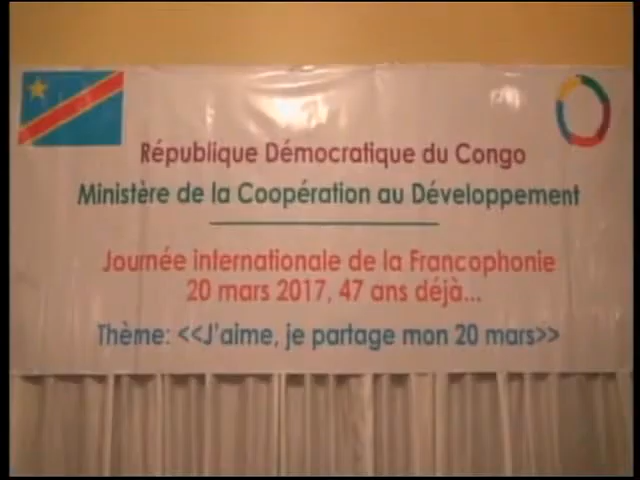 République Démocratique du Congo
Ministère de la Coopération au Développement
Journée internationale de la Francophonie
20 mars 2017, 47 ans déjà...
Thème: <<J'aime, je partage mon 20 mars>>